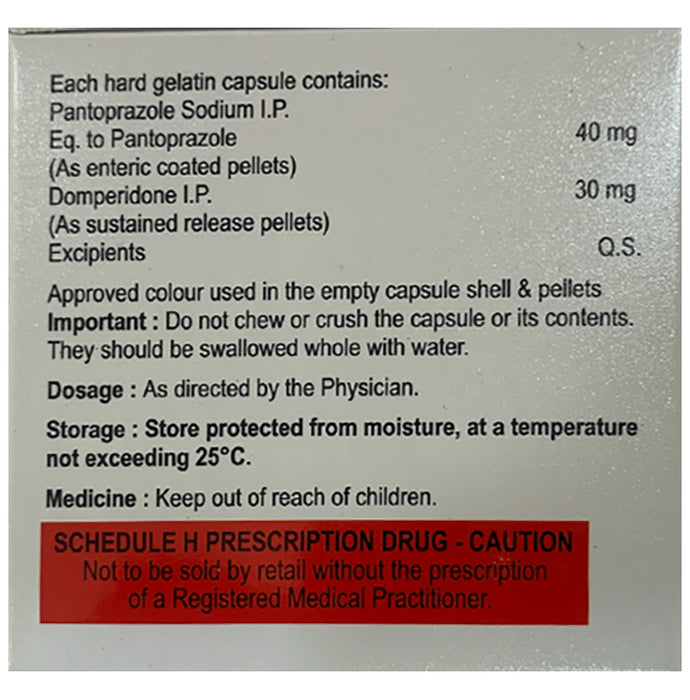 Each hard gelatin capsule contains:
Pantoprazole Sodium I.P.
Eq. to Pantoprazole 40 mg
(As enteric coated pellets)
Domperidone I.P. 30 mg
(As sustained release pellets)
Excipients Q.S.
Approved colour used in the empty capsule shell & pellets
Important : Do not chew or crush the capsule or its contents.
They should be swallowed whole with water.
Dosage : As directed by the Physician.
Storage : Store protected from moisture, at a temperature
not exceeding 25°C.
Medicine : Keep out of reach of children.
SCHEDULE H PRESCRIPTION DRUG - CAUTION
Not to be sold by retail without the prescription
of a Registered Medical Practitioner.